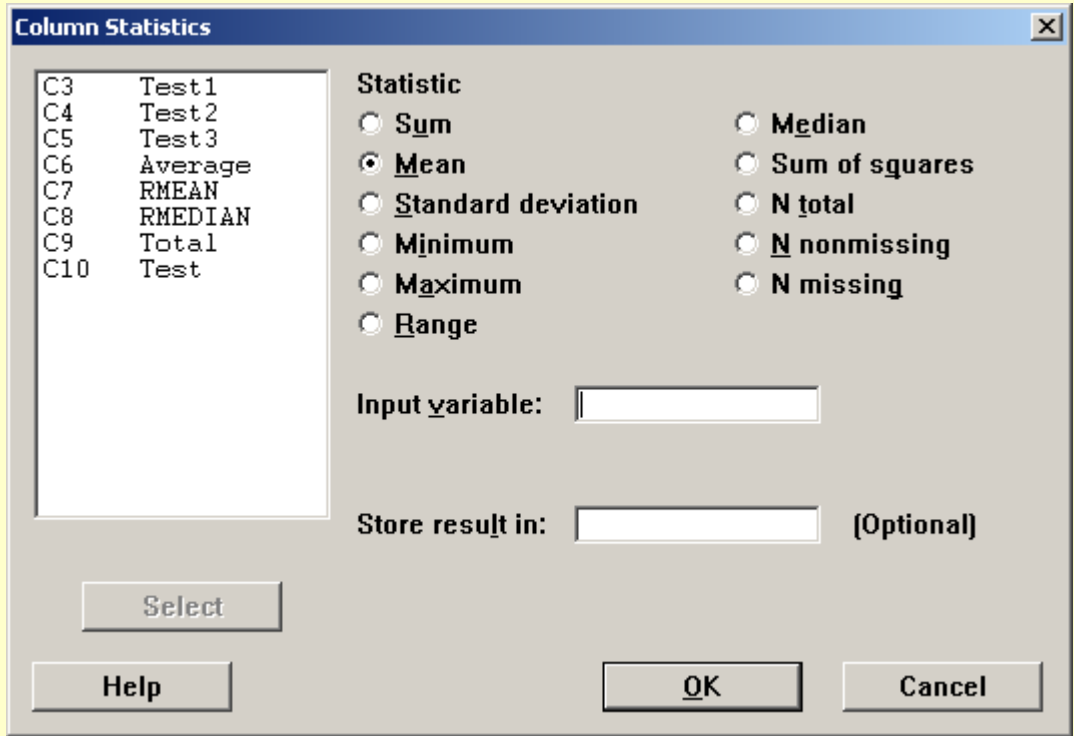 Column Statistics
C3 Test1
C4 Test2
C5 Test3
C6 Average
C7 RMEAN
C8 RMEDIAN
C9 Total
C10 Test
Statistic
Sum
Mean
Standard deviation
Minimum
Maximum
Range
Median
Sum of squares
N total
N nonmissing
N missing
Input variable:
Store result in: (Optional)
Select
Help OK Cancel